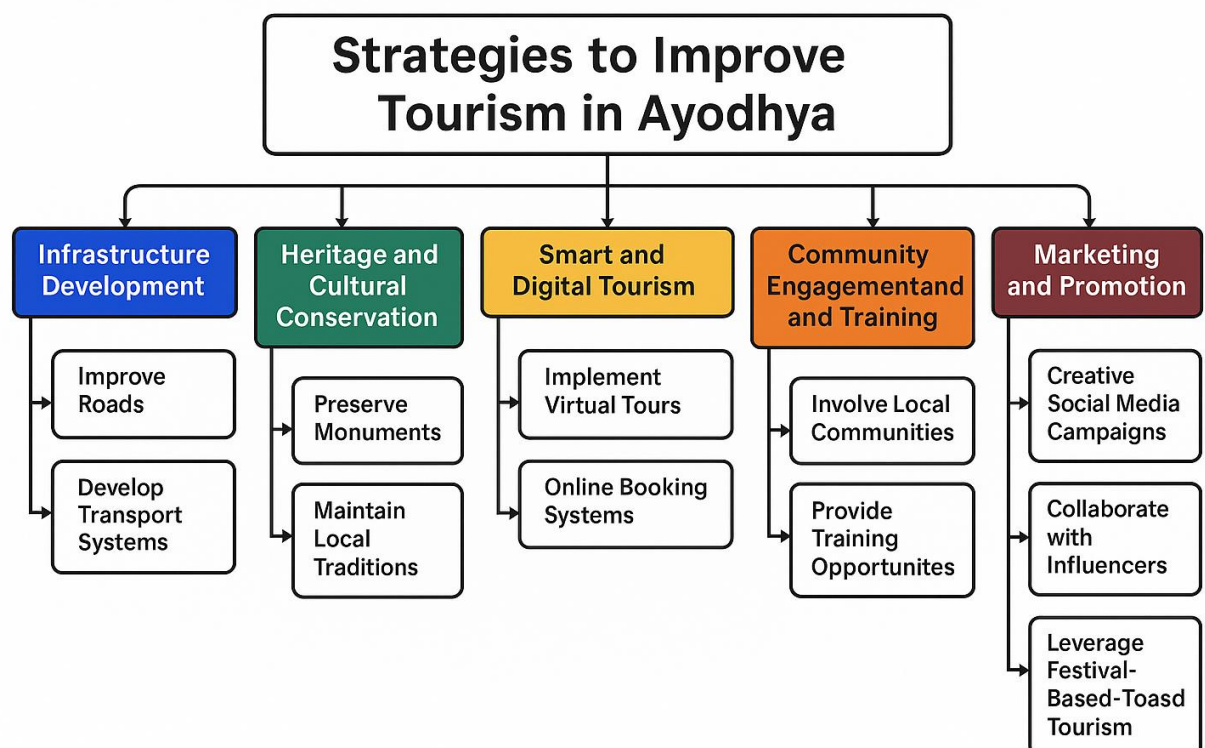 Strategies to Improve
Tourism in Ayodhya
Infrastructure
Development
Improve
Roads
Develop
Transport
Systems
Heritage and
Cultural
Conservation
Preserve
Monuments
Maintain
Local
Traditions
Smart and
Digital Tourism
Implement
Virtual Tours
Online Booking
Systems
Community
Engagementand
and Training
Involve Local
Communities
Provide
Training
Opportunites
Marketing
and Promotion
Creative
Social Media
Campaigns
Collaborate
with
Influencers
Leverage
Festival-
Based-Toasd
Tourism